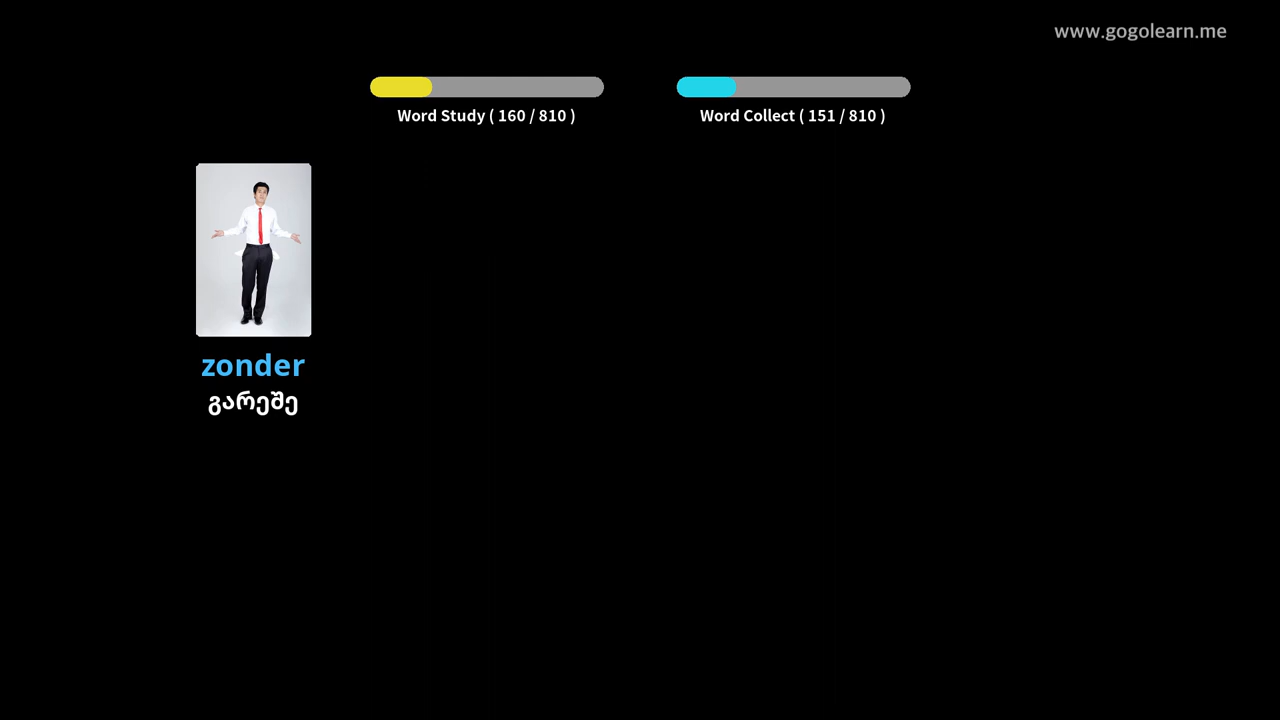 www.gogolearn.me
Word Study ( 160 / 810 )
Word Collect ( 151 / 810 )
zonder
გარეშე